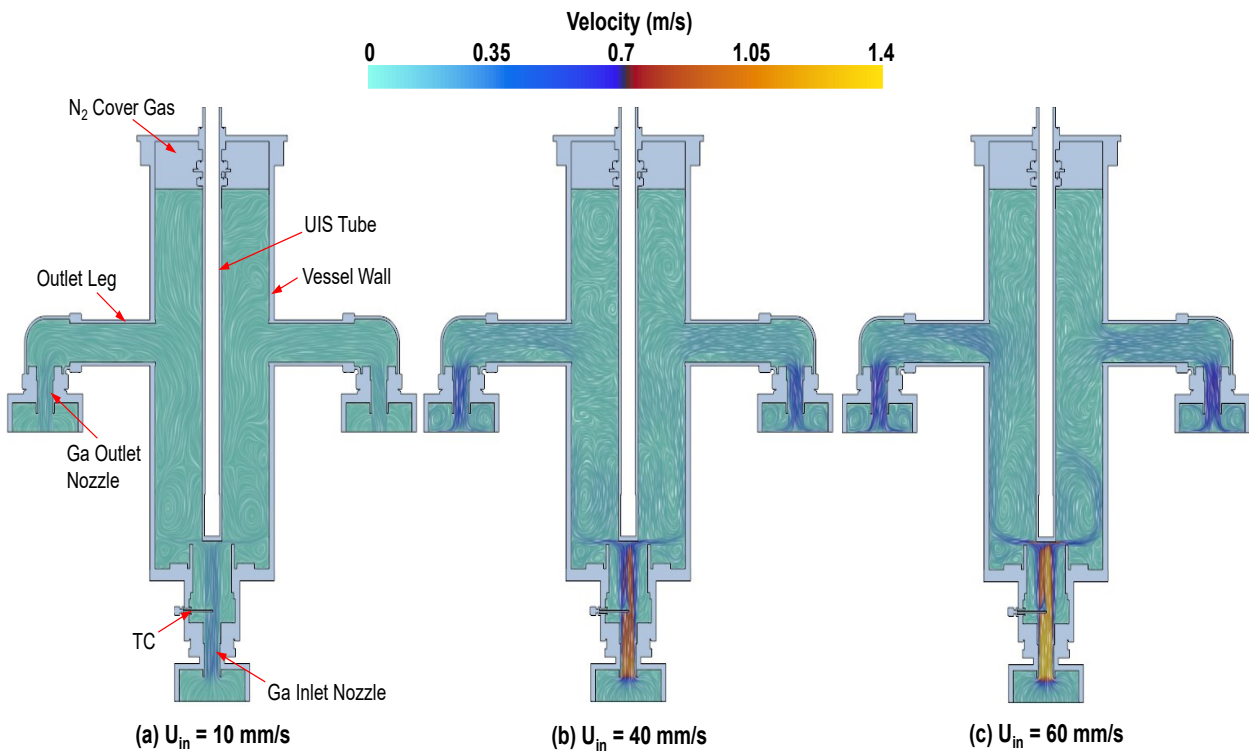 Velocity (m/s)
0 0.35 0.7 1.05 1.4
N₂ Cover Gas
UIS Tube
Vessel Wall
Outlet Leg
Ga Outlet
Nozzle
TC
Ga Inlet Nozzle
(a) Uᵢₙ = 10 mm/s
(b) Uᵢₙ = 40 mm/s
(c) Uᵢₙ = 60 mm/s